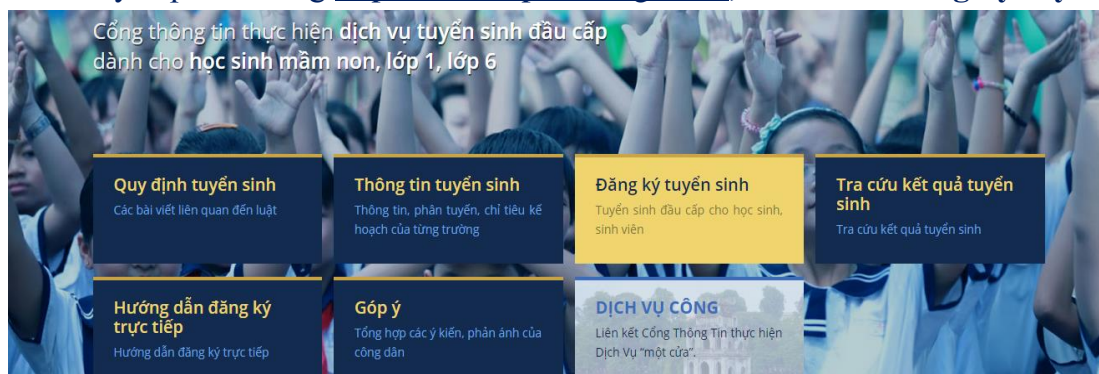 Cổng thông tin thực hiện dịch vụ tuyển sinh đầu cấp
dành cho học sinh mầm non, lớp 1, lớp 6
Quy định tuyển sinh
Các bài viết liên quan đến luật
Thông tin tuyển sinh
Thông tin, phân tuyến, chỉ tiêu kế
hoạch của từng trường
Đăng ký tuyển sinh
Tuyển sinh đầu cấp cho học sinh,
sinh viên
Tra cứu kết quả tuyển
sinh
Tra cứu kết quả tuyển sinh
Hướng dẫn đăng ký
trực tiếp
Hướng dẫn đăng ký trực tiếp
Góp ý
Tổng hợp các ý kiến, phản ánh của
công dân
DỊCH VỤ CÔNG
Liên kết Cổng Thông Tin thực hiện
Dịch Vụ "một cửa".